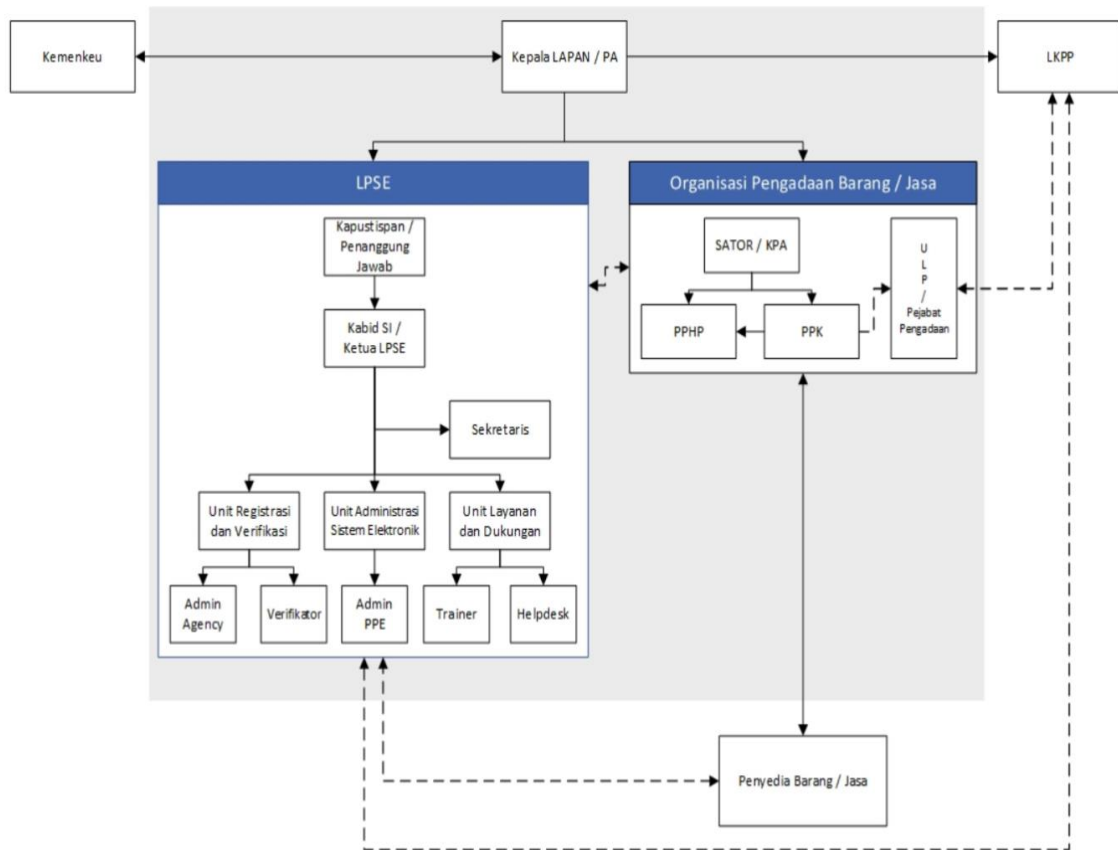 Kemenkeu
Kepala LAPAN / PA
LKPP
LPSE
Organisasi Pengadaan Barang / Jasa
Kapustispan /
Penanggung
Jawab
SATOR / KPA
U
L
P
/
Pejabat
Pengadaan
Kabid SI /
Ketua LPSE
PPHP
PPK
Sekretaris
Unit Registrasi
dan Verifikasi
Unit Administrasi
Sistem Elektronik
Unit Layanan
dan Dukungan
Admin
Agency
Verifikator
Admin
PPE
Trainer
Helpdesk
Penyedia Barang / Jasa